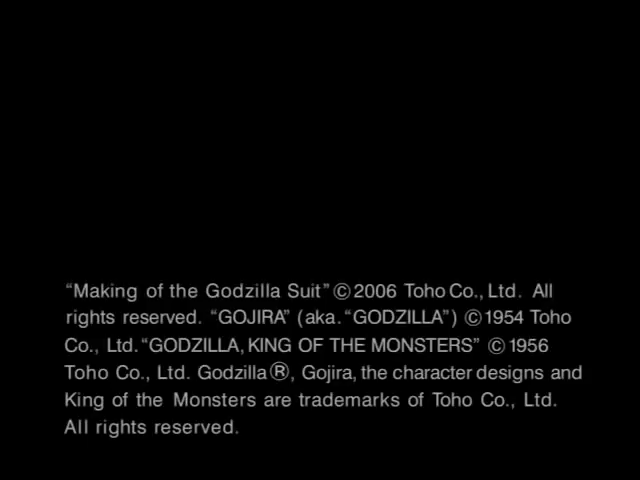 “Making of the Godzilla Suit” ©2006 Toho Co., Ltd. All
rights reserved. “GOJIRA” (aka. “GODZILLA”) ©1954 Toho
Co., Ltd. “GODZILLA, KING OF THE MONSTERS” ©1956
Toho Co., Ltd. Godzilla®, Gojira, the character designs and
King of the Monsters are trademarks of Toho Co., Ltd.
All rights reserved.